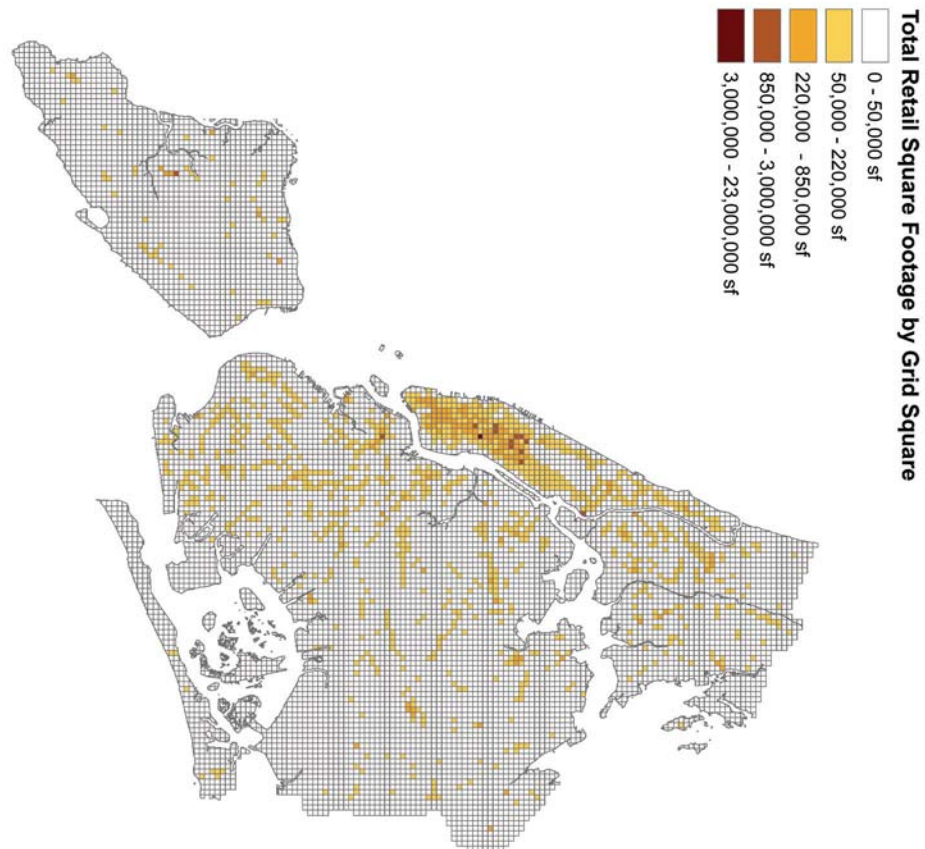 Total Retail Square Footage by Grid Square
0 - 50,000 sf
50,000 - 220,000 sf
220,000 - 850,000 sf
850,000 - 3,000,000 sf
3,000,000 - 23,000,000 sf